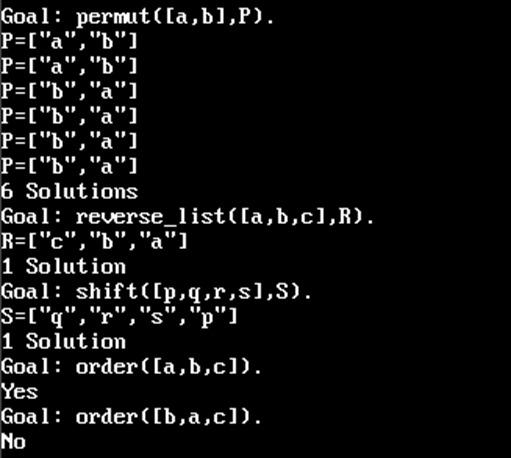 Goal: permut([a,b],P).
P=["a","b"]
P=["a","b"]
P=["b","a"]
P=["b","a"]
P=["b","a"]
P=["b","a"]
6 Solutions
Goal: reverse_list([a,b,c],R).
R=["c","b","a"]
1 Solution
Goal: shift([p,q,r,s],S).
S=["q","r","s","p"]
1 Solution
Goal: order([a,b,c]).
Yes
Goal: order([b,a,c]).
No